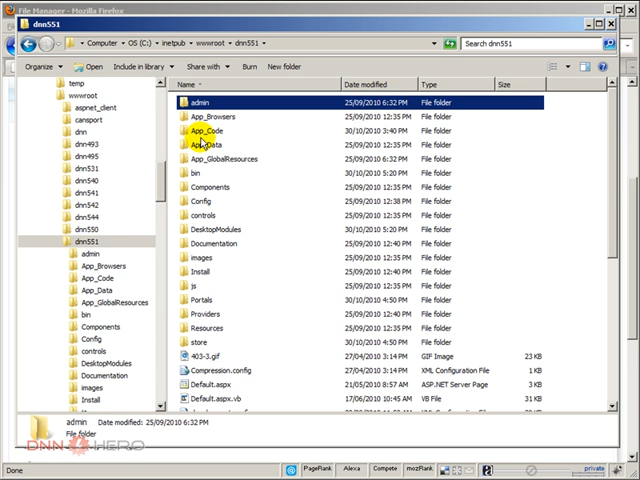 File Manager - Mozilla Firefox
dnn551
Computer OS (C:) inetpub wwwroot dnn551
Search dnn551
Organize Open Include in library Share with Burn New folder
temp
wwwroot
aspnet_client
cansport
dnn
dnn493
dnn495
dnn531
dnn540
dnn541
dnn542
dnn544
dnn550
dnn551
admin
App_Browsers
App_Code
App_Data
App_GlobalResources
bin
Components
Config
controls
DesktopModules
Documentation
images
Install
Name Date modified Type Size
admin 25/09/2010 6:32 PM File folder
App_Browsers 25/09/2010 12:35 PM File folder
App_Code 30/10/2010 3:40 PM File folder
App_Data 25/09/2010 12:35 PM File folder
App_GlobalResources 25/09/2010 6:32 PM File folder
bin 30/10/2010 5:20 PM File folder
Components 25/09/2010 12:35 PM File folder
Config 25/09/2010 12:38 PM File folder
controls 25/09/2010 12:35 PM File folder
DesktopModules 30/10/2010 5:20 PM File folder
Documentation 25/09/2010 12:40 PM File folder
images 25/09/2010 12:35 PM File folder
Install 25/09/2010 12:40 PM File folder
js 25/09/2010 12:35 PM File folder
Portals 30/10/2010 4:50 PM File folder
Providers 25/09/2010 12:35 PM File folder
Resources 25/09/2010 12:35 PM File folder
store 30/10/2010 5:42 PM File folder
403-3.gif 27/04/2010 3:14 PM GIF Image 23 KB
Compression.config 27/04/2010 3:14 PM XML Configuration File 1 KB
Default.aspx 21/05/2010 8:57 AM ASP.NET Server Page 3 KB
Default.aspx.vb 17/06/2010 10:45 AM VB File 31 KB
admin Date modified: 25/09/2010 6:32 PM
File folder
DNN HERO
Done
PageRank Alexa Compete mozRank private